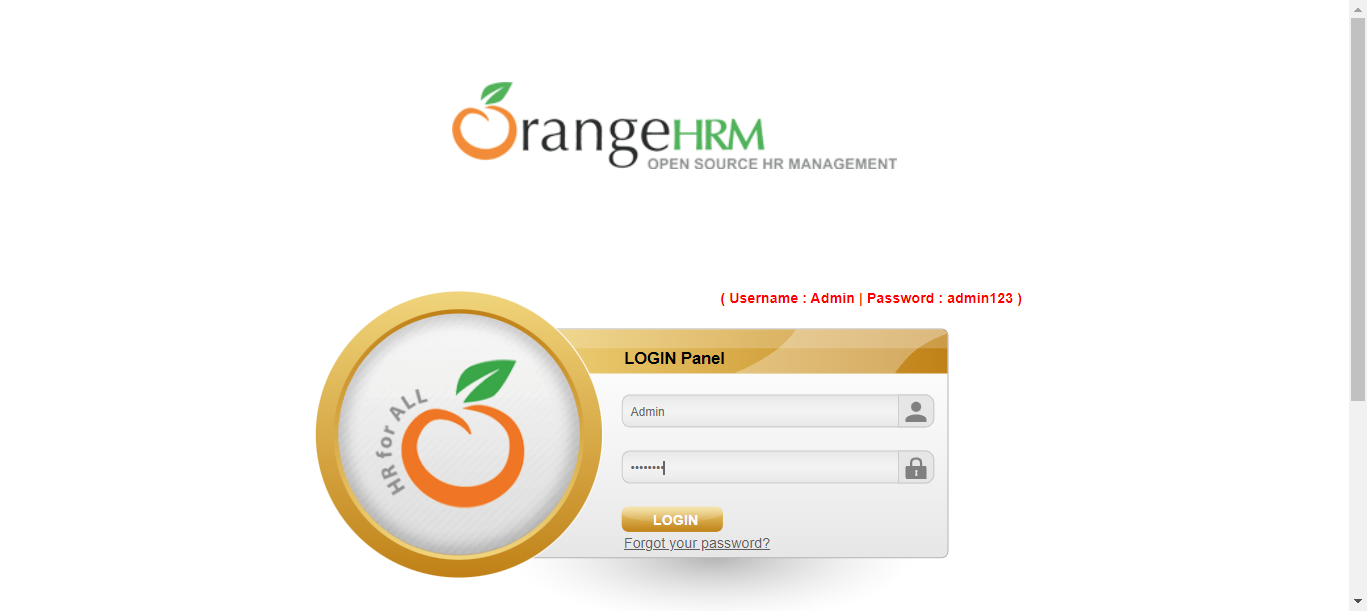 OrangeHRM
OPEN SOURCE HR MANAGEMENT
( Username : Admin | Password : admin123 )
HR for ALL
LOGIN Panel
Admin
••••••••
LOGIN
Forgot your password?